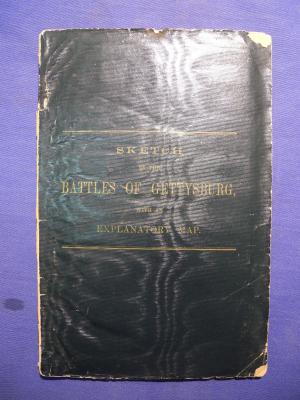 SKETCH
OF THE
BATTLES OF GETTYSBURG,
WITH AN
EXPLANATORY MAP.